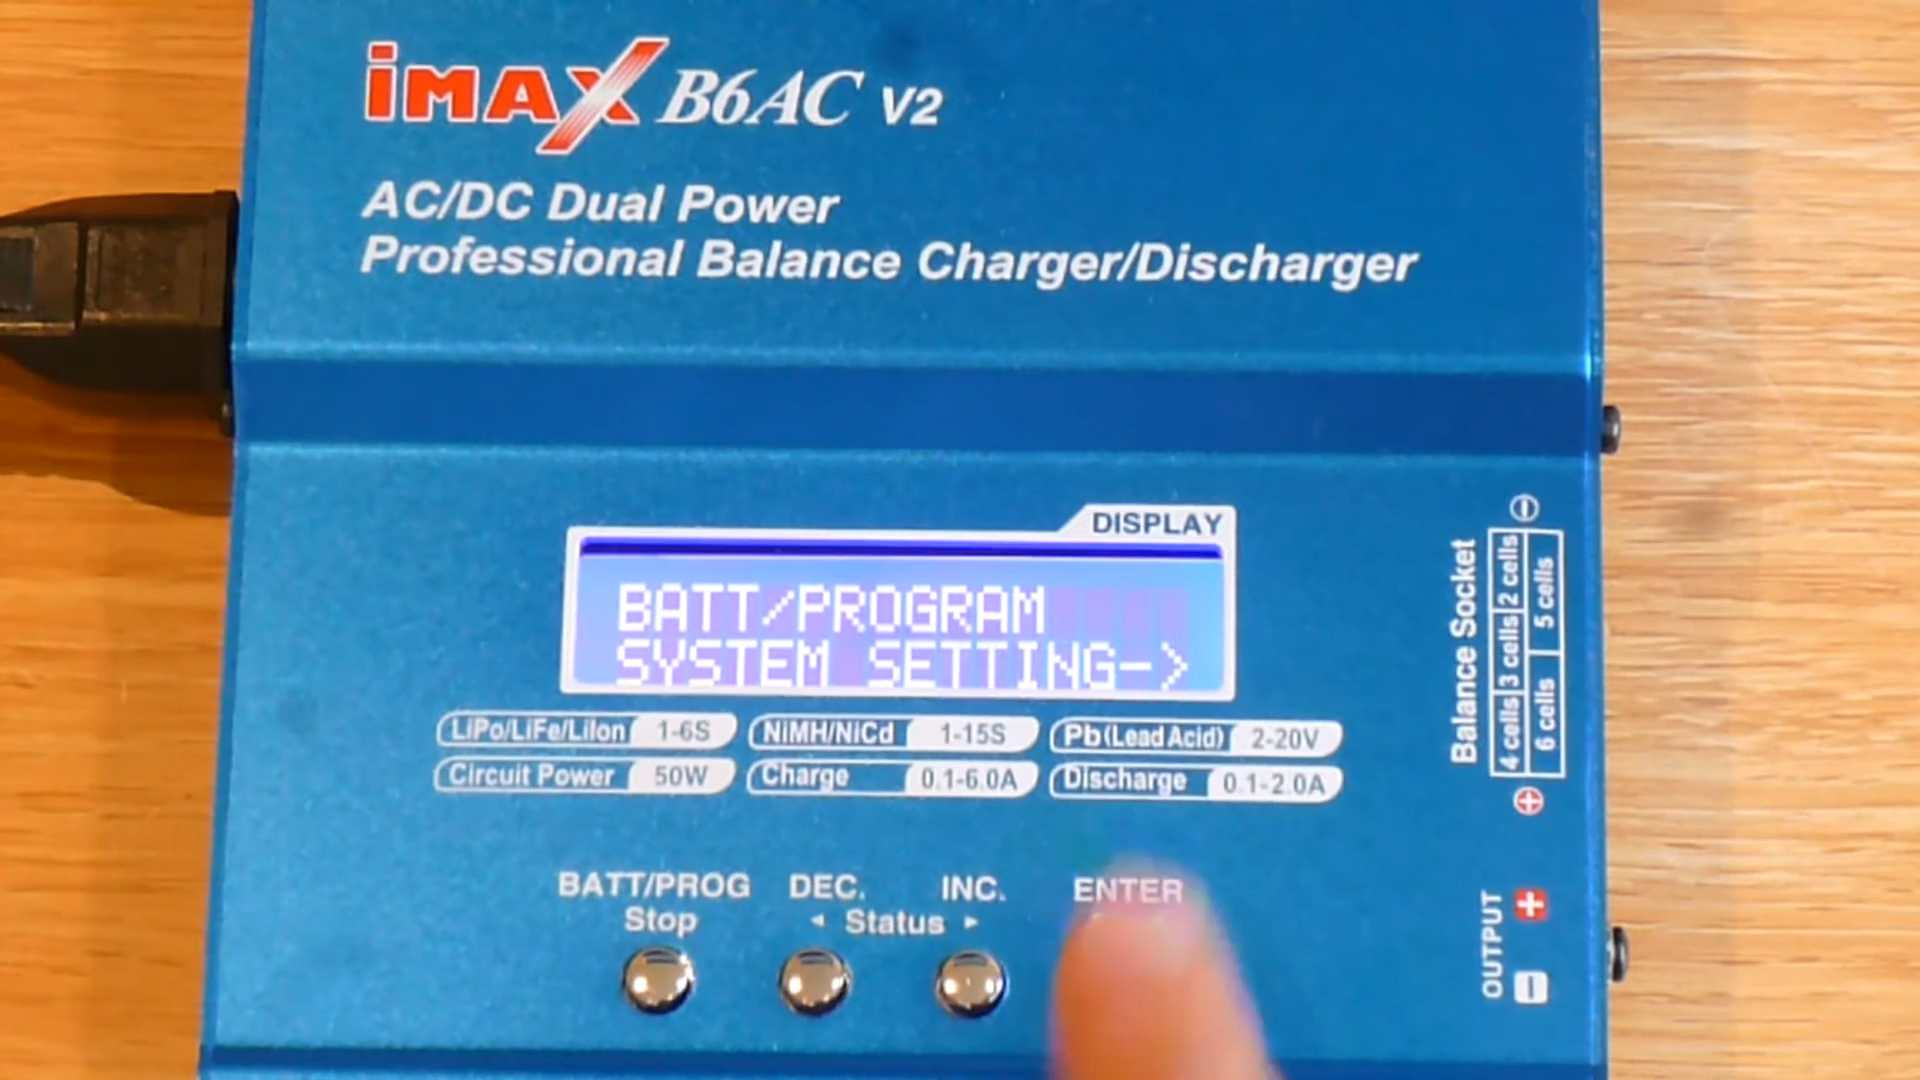 iMAX B6AC V2
AC/DC Dual Power
Professional Balance Charger/Discharger
DISPLAY
BATT/PROGRAM
SYSTEM SETTING->
LiPo/LiFe/LiIon 1-6S NiMH/NiCd 1-15S Pb(Lead Acid) 2-20V
Circuit Power 50W Charge 0.1-6.0A Discharge 0.1-2.0A
BATT/PROG DEC. INC. ENTER
Stop ◂ Status ▸
Balance Socket
4 cells 3 cells 2 cells
6 cells 5 cells
OUTPUT